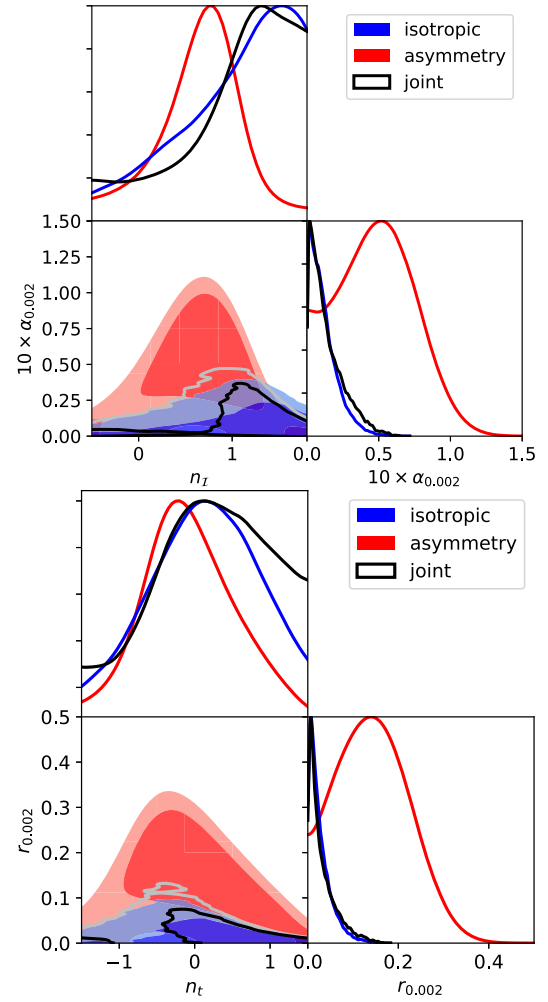 isotropic
asymmetry
joint
1.50
1.25
1.00
0.75
0.50
0.25
0.00
10 × α0.002
0 1 0.0 0.5 1.0 1.5
nI 10 × α0.002
isotropic
asymmetry
joint
0.5
0.4
0.3
0.2
0.1
0.0
r0.002
−1 0 1 0.0 0.2 0.4
nt r0.002